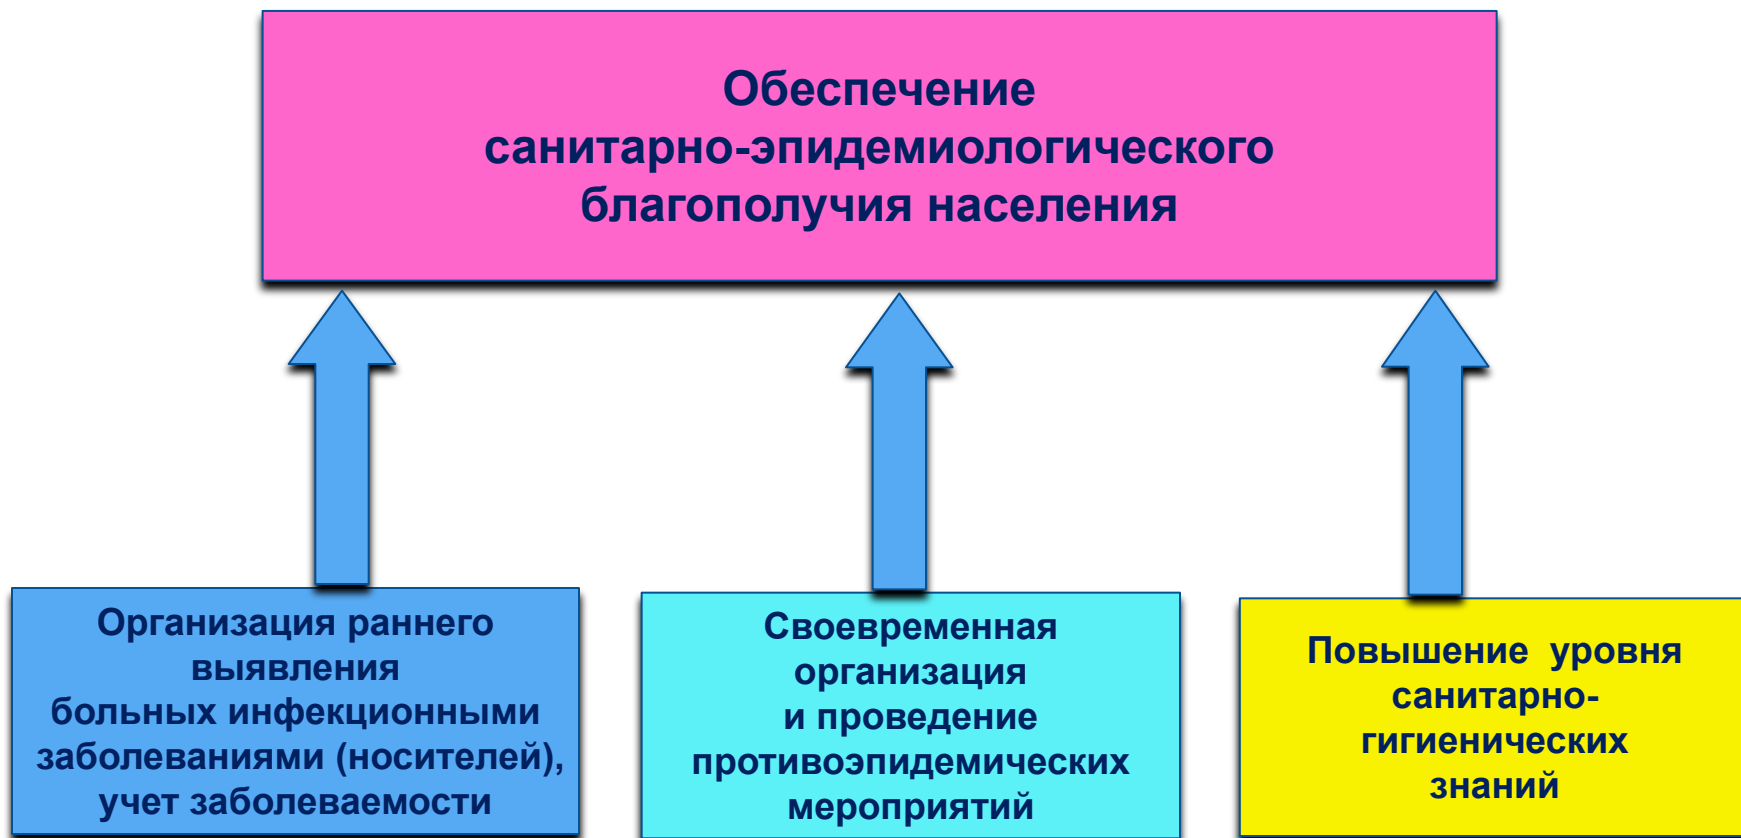 Обеспечение
санитарно-эпидемиологического
благополучия населения
Организация раннего
выявления
больных инфекционными
заболеваниями (носителей),
учет заболеваемости
Своевременная
организация
и проведение
противоэпидемических
мероприятий
Повышение уровня
санитарно-
гигиенических
знаний